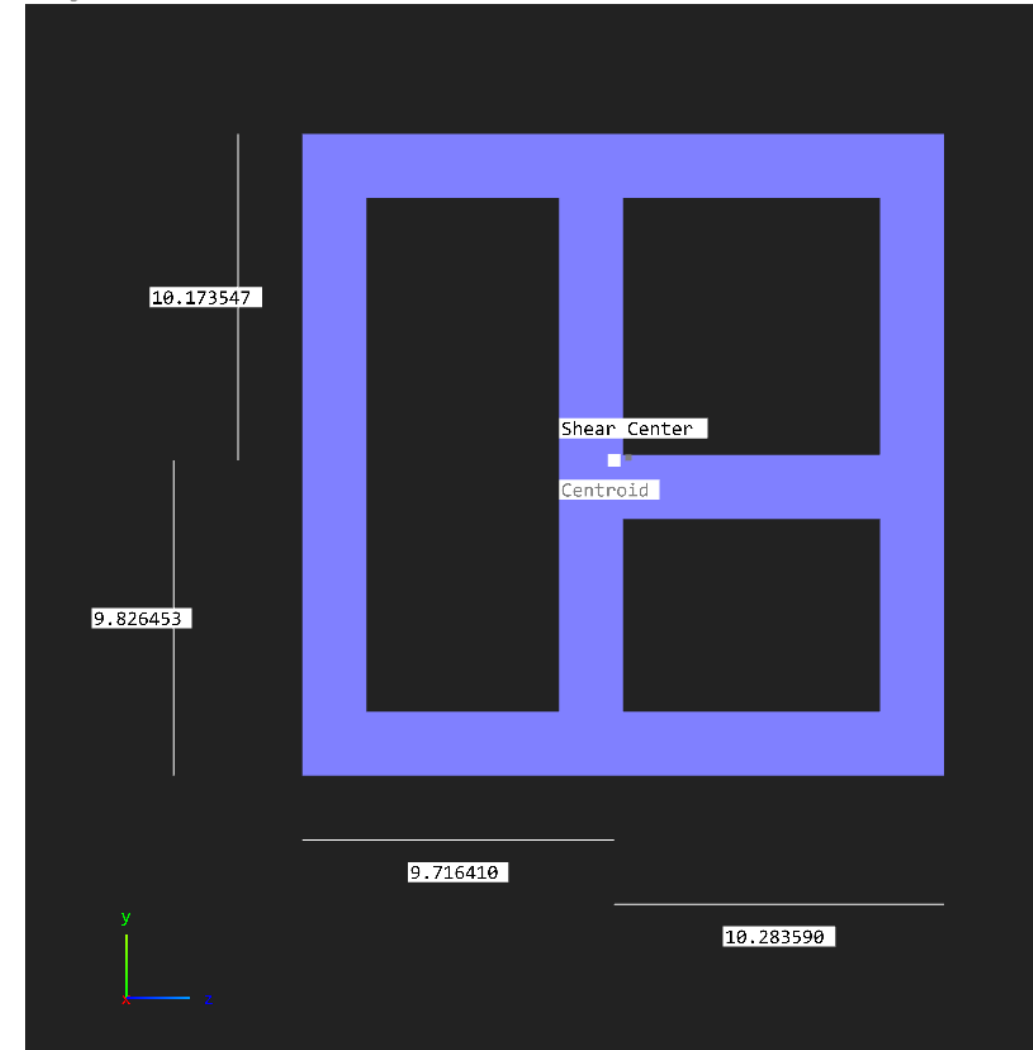 10.173547
Shear Center
Centroid
9.826453
9.716410
10.283590
y
x
z